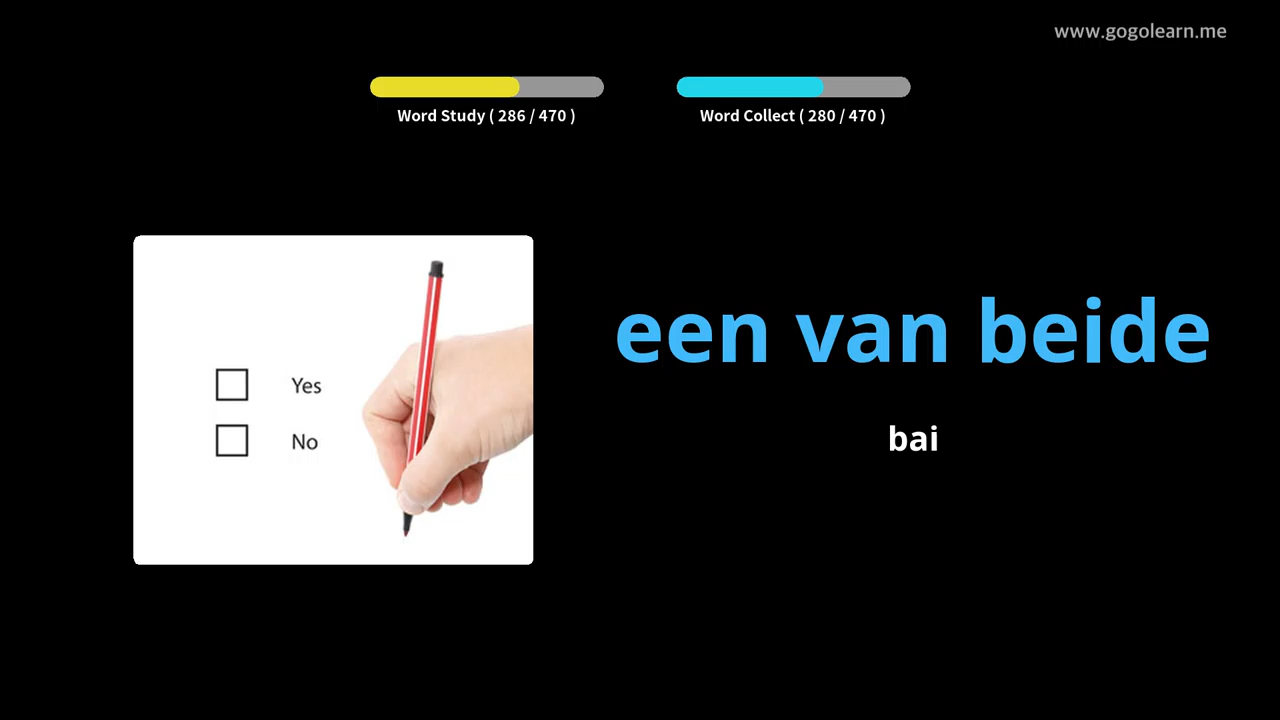 www.gogolearn.me
Word Study ( 286 / 470 )
Word Collect ( 280 / 470 )
Yes
No
een van beide
bai